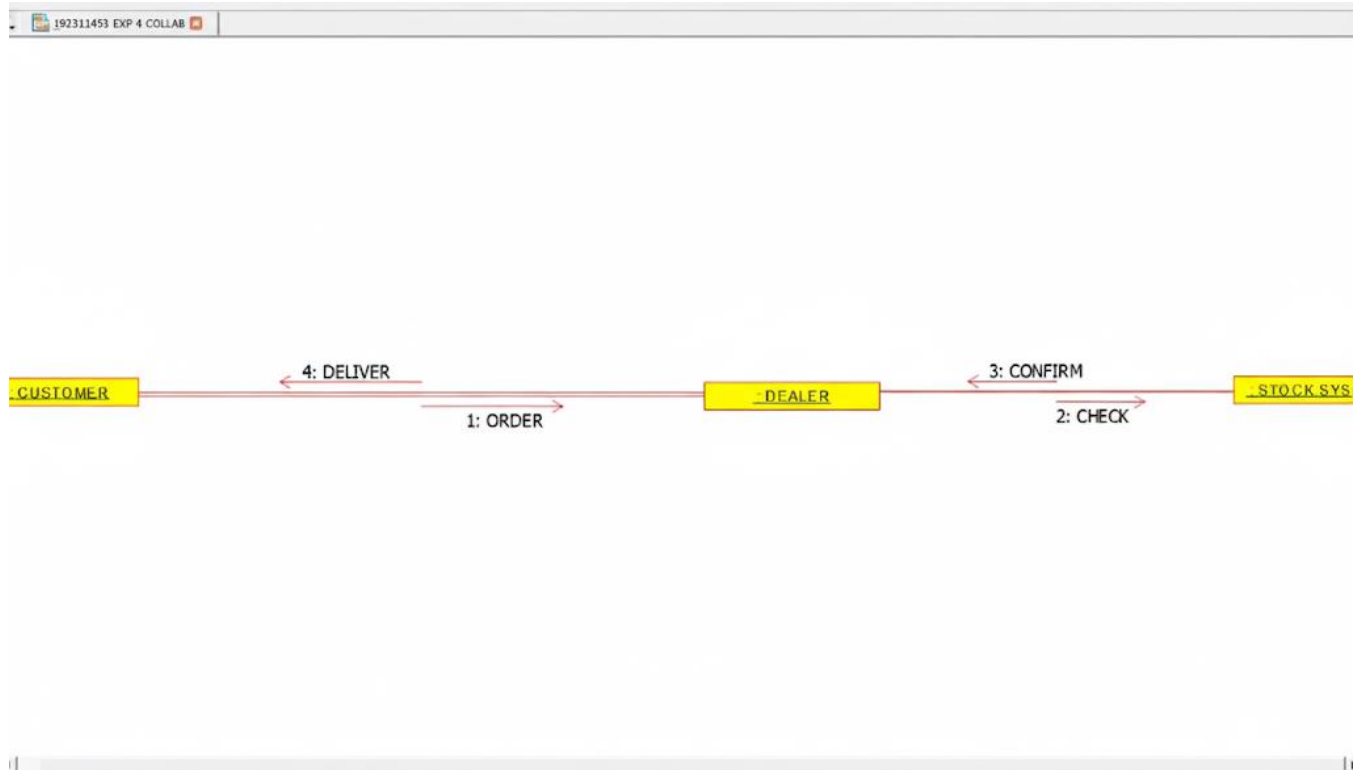 192311453 EXP 4 COLLAB
4: DELIVER
3: CONFIRM
: CUSTOMER
: DEALER
: STOCK SYS
1: ORDER
2: CHECK